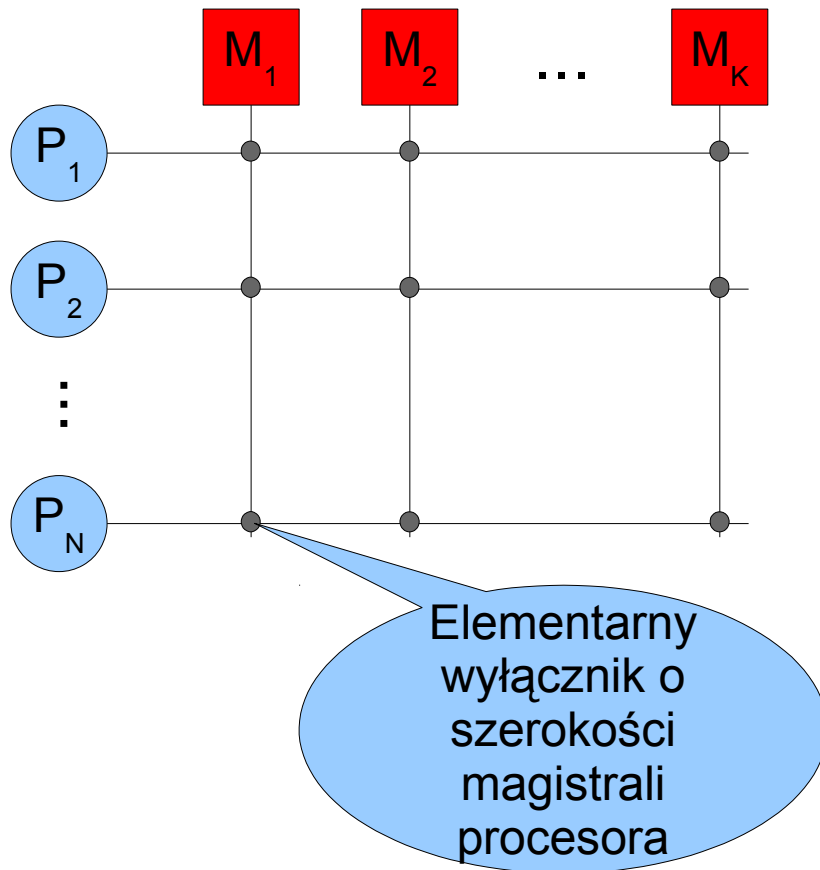 M1 M2 ... MK
P1
P2
⋮
PN
Elementarny
wyłącznik o
szerokości
magistrali
procesora